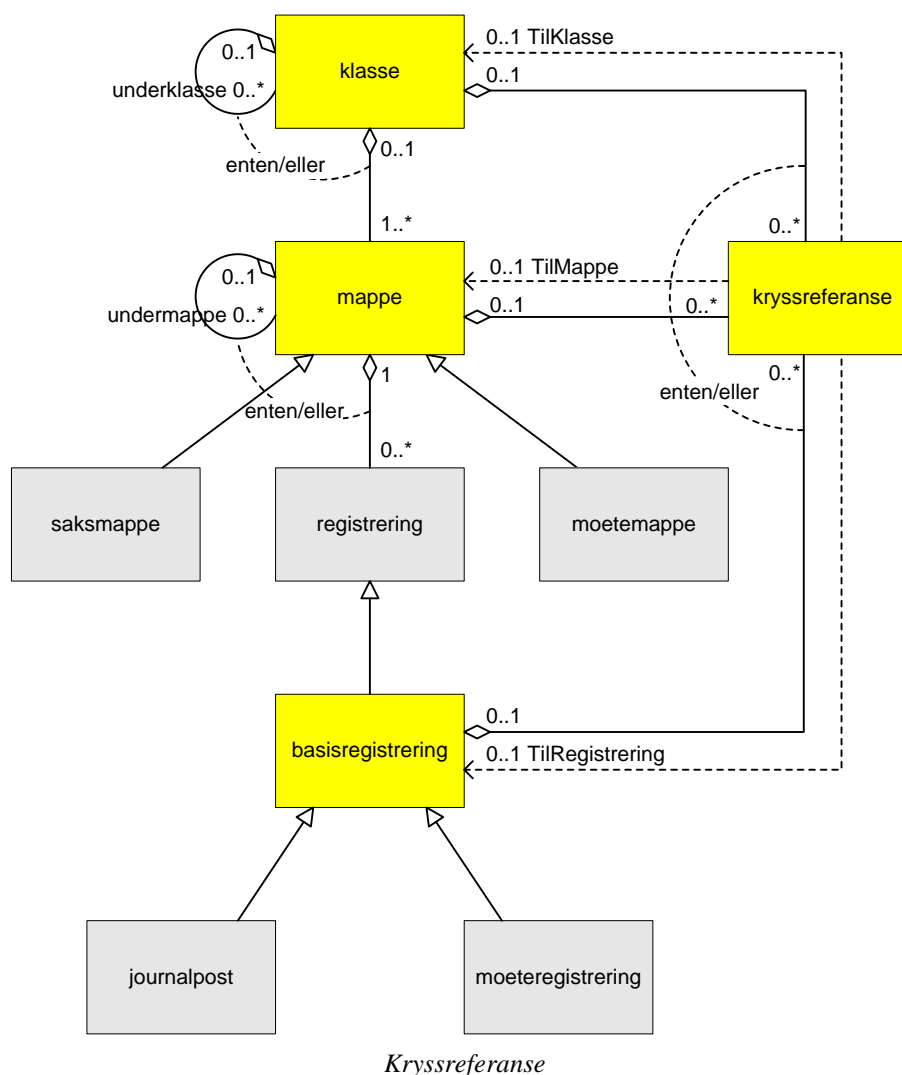 0..1 TilKlasse
0..1
klasse
0..1
underklasse 0..*
enten/eller
0..1
1..*
0..*
0..1
mappe
0..1 TilMappe
0..1
0..*
kryssreferanse
undermappe 0..*
enten/eller
1
0..*
enten/eller
0..*
saksmappe
registrering
moetemappe
0..1
basisregistrering
0..1 TilRegistrering
journalpost
moeteregistrering
Kryssreferanse